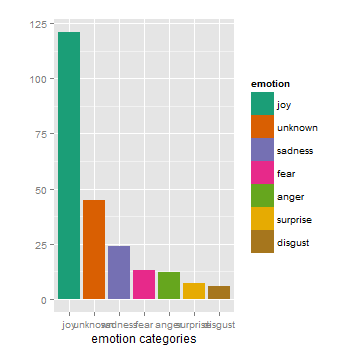 125
100
75
50
25
0
joy unknown sadness fear anger surprise disgust
emotion categories
emotion
joy
unknown
sadness
fear
anger
surprise
disgust